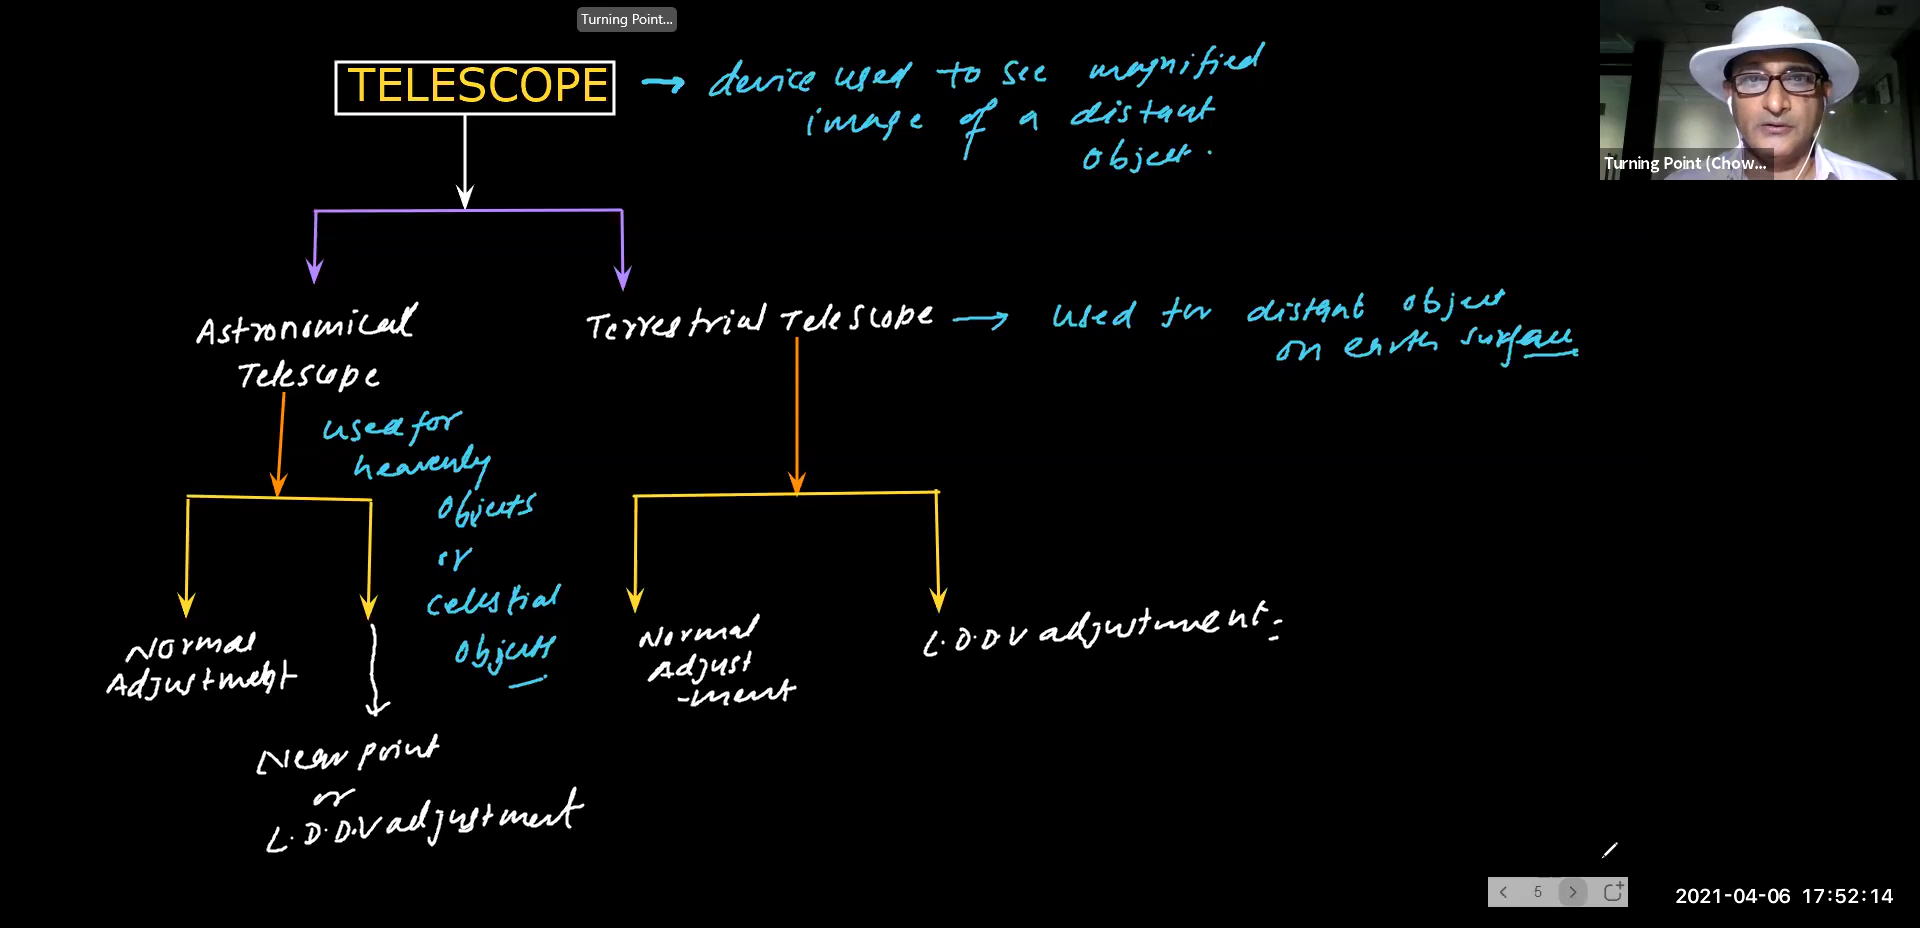 Turning Point...
TELESCOPE → device used to see magnified
image of a distant
object.
Turning Point (Chow...
Astronomical
Telescope
Terrestrial Telescope → used for distant object
on earth surface
used for
heavenly
objects
or
celestial
objects
Normal
Adjustment
Near point
or
L.D.D.V adjustment
Normal
Adjust
-ment
L.D.D V adjustment
5
2021-04-06 17:52:14